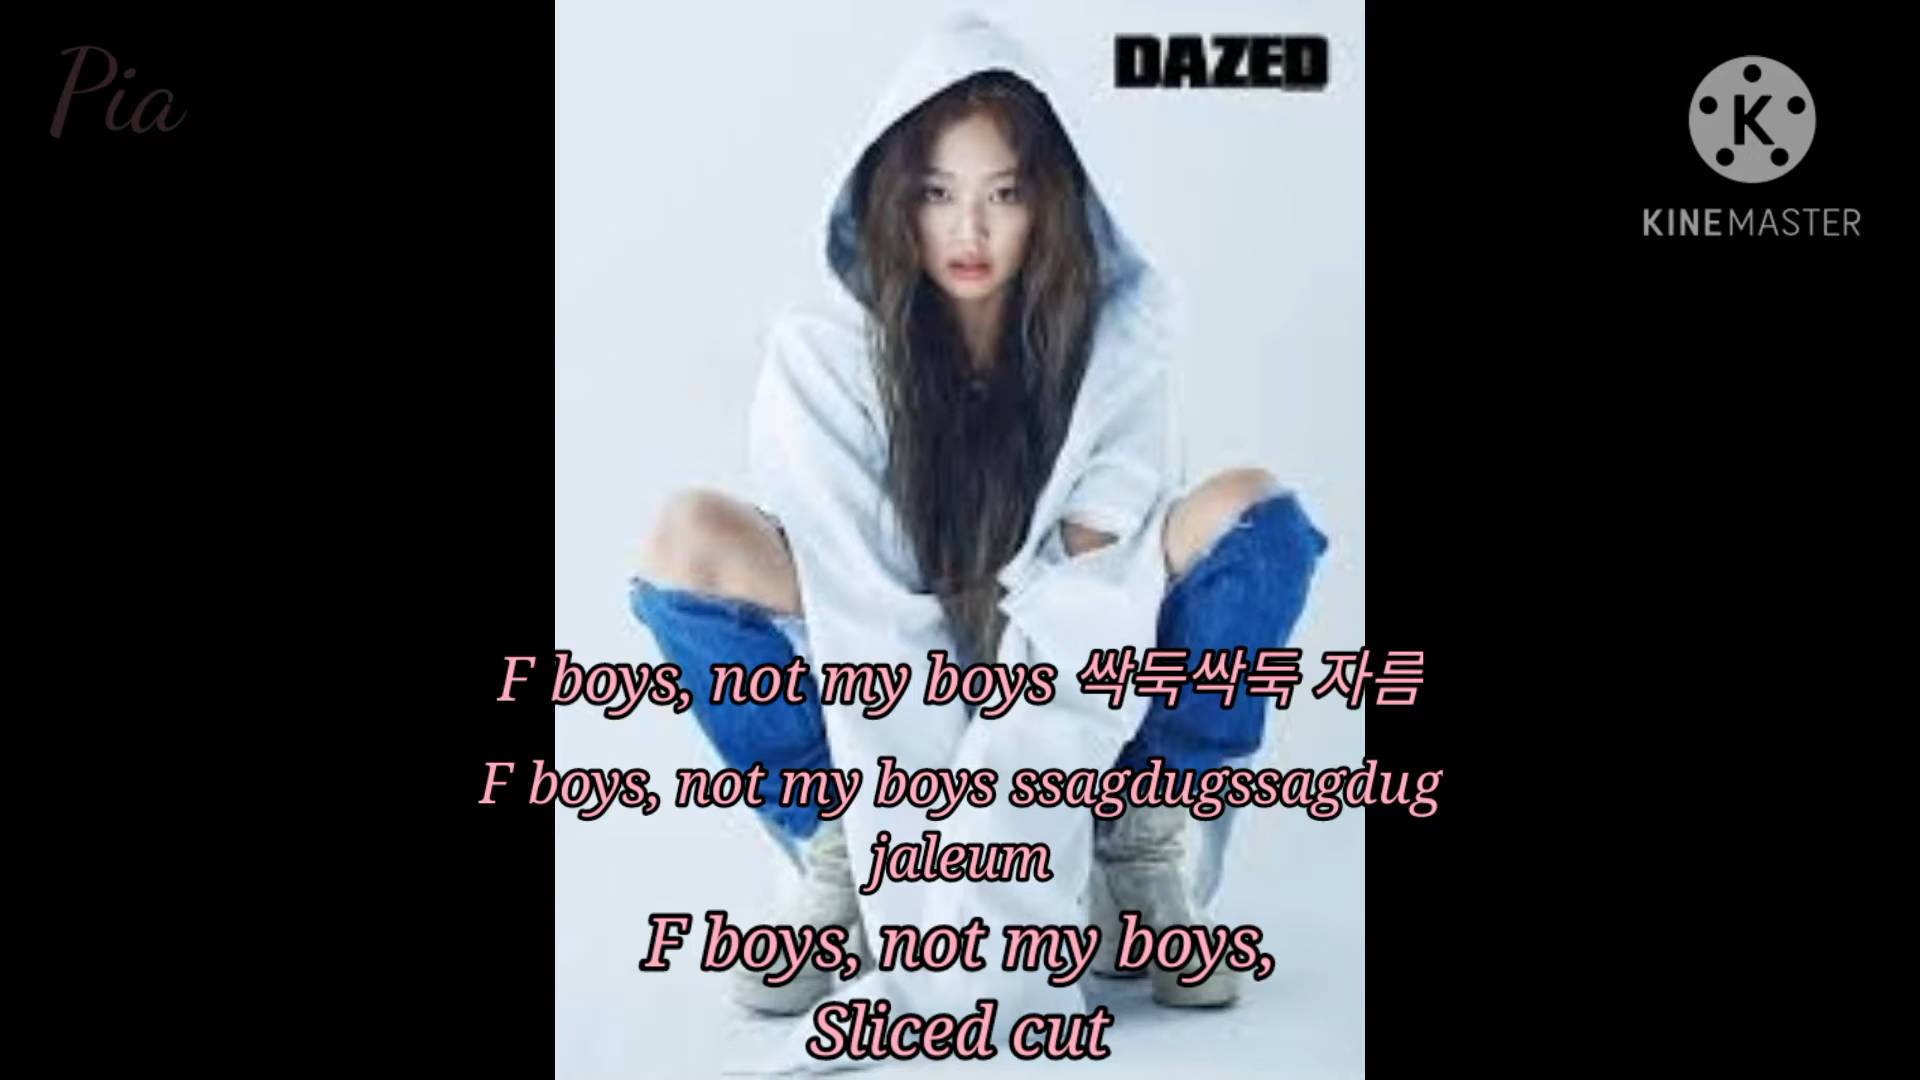 Pia
DAZED
K
KINEMASTER
F boys, not my boys 싹둑싹둑 자름
F boys, not my boys ssagdugssagdug
jaleum
F boys, not my boys,
Sliced cut